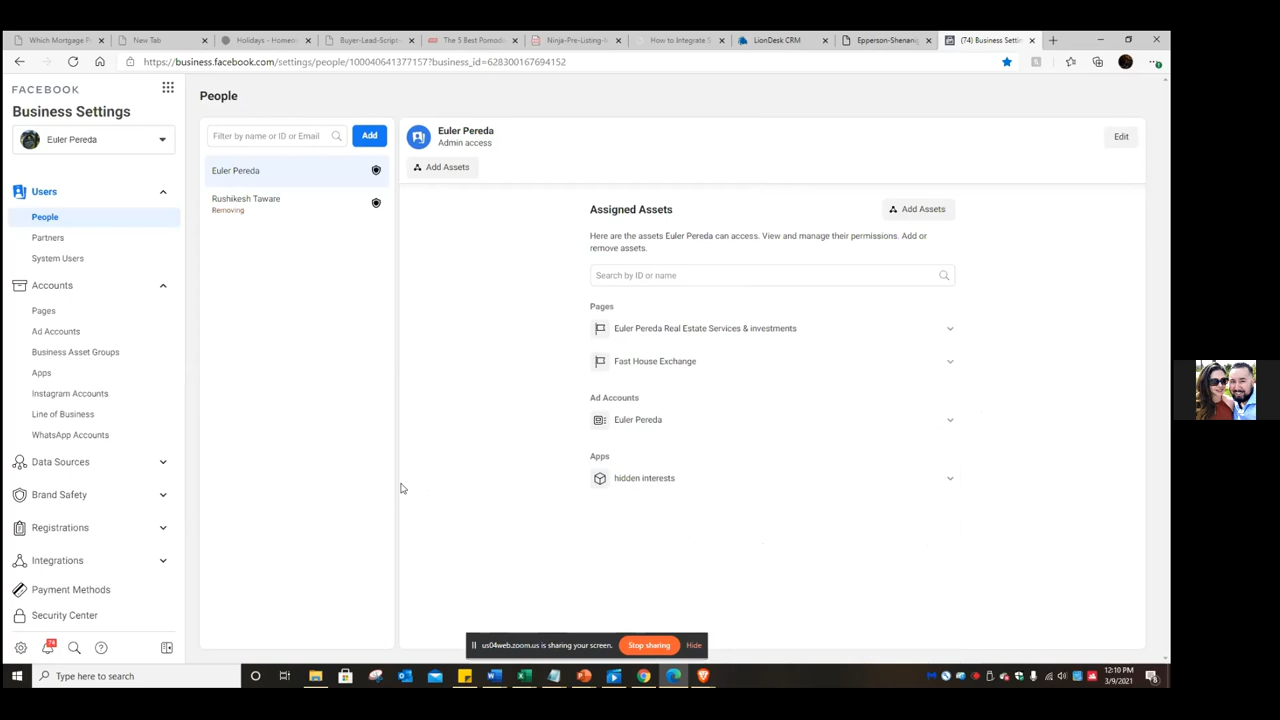 Which Mortgage
New Tab
Holidays - Homeo
Buyer-Lead-Script-
The 5 Best Pomod
Ninja-Pre-Listing-I
How to Integrate S
LionDesk CRM
Epperson-Shenanig
(74) Business Settin
https://business.facebook.com/settings/people/100040641377157?business_id=628300167694152
FACEBOOK
Business Settings
Euler Pereda
Users
People
Partners
System Users
Accounts
Pages
Ad Accounts
Business Asset Groups
Apps
Instagram Accounts
Line of Business
WhatsApp Accounts
Data Sources
Brand Safety
Registrations
Integrations
Payment Methods
Security Center
74
People
Filter by name or ID or Email
Add
Euler Pereda
Rushikesh Taware
Removing
Euler Pereda
Admin access
Edit
Add Assets
Assigned Assets
Add Assets
Here are the assets Euler Pereda can access. View and manage their permissions. Add or
remove assets.
Search by ID or name
Pages
Euler Pereda Real Estate Services & investments
Fast House Exchange
Ad Accounts
Euler Pereda
Apps
hidden interests
us04web.zoom.us is sharing your screen.
Stop sharing
Hide
Type here to search
12:10 PM
3/9/2021